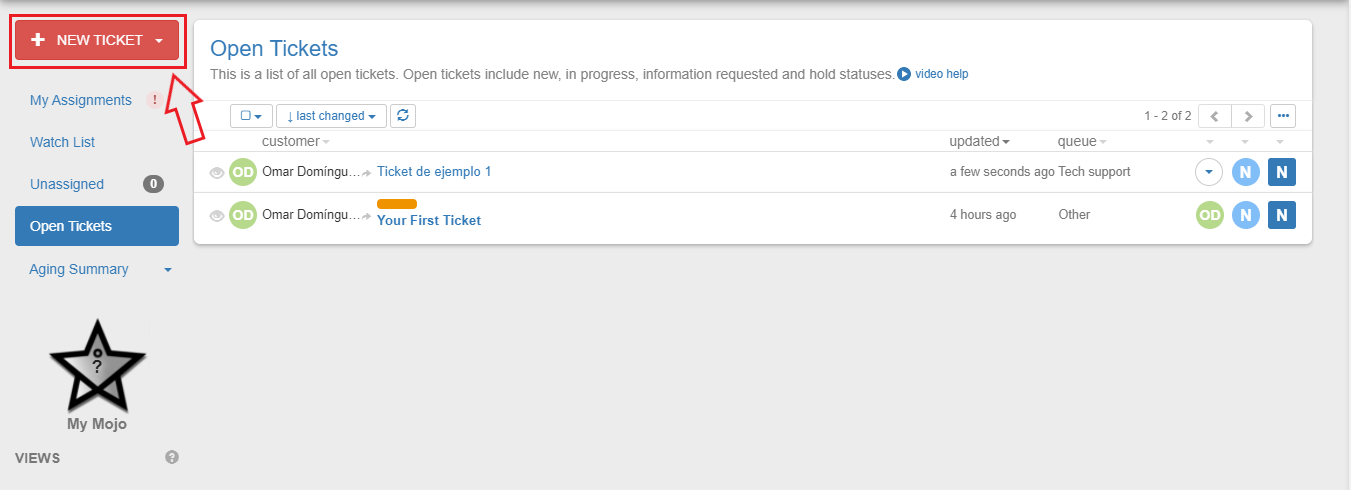 NEW TICKET
My Assignments !
Watch List
Unassigned 0
Open Tickets
Aging Summary
?
My Mojo
VIEWS ?
Open Tickets
This is a list of all open tickets. Open tickets include new, in progress, information requested and hold statuses. video help
↓ last changed
1 - 2 of 2
customer updated queue
OD Omar Domíngu... Ticket de ejemplo 1 a few seconds ago Tech support N N
OD Omar Domíngu... Your First Ticket 4 hours ago Other OD N N